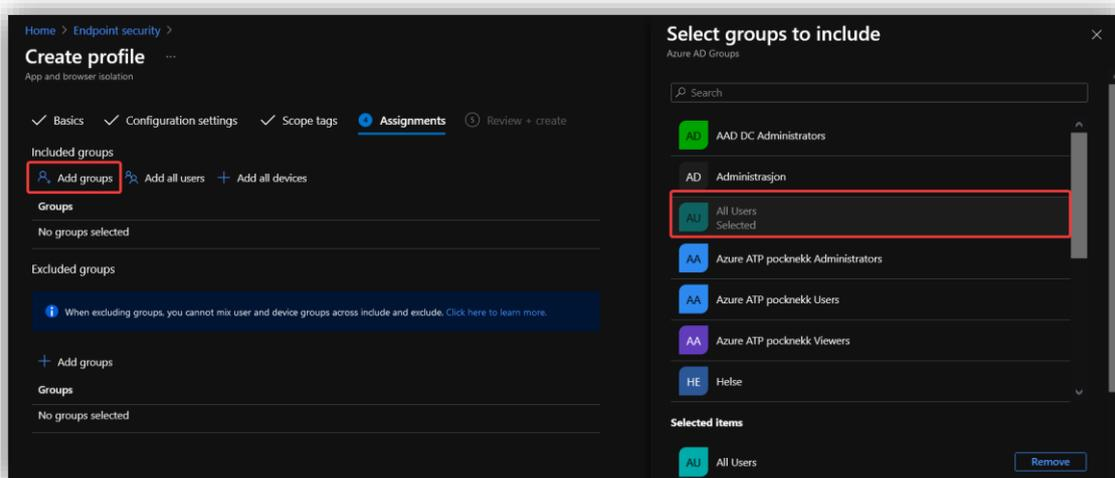 Home > Endpoint security >
Create profile ...
App and browser isolation
Basics Configuration settings Scope tags 4 Assignments 5 Review + create
Included groups
Add groups Add all users Add all devices
Groups
No groups selected
Excluded groups
When excluding groups, you cannot mix user and device groups across include and exclude. Click here to learn more.
Add groups
Groups
No groups selected
Select groups to include
Azure AD Groups
Search
AD AAD DC Administrators
AD Administrasjon
AU All Users
Selected
AA Azure ATP pocknekk Administrators
AA Azure ATP pocknekk Users
AA Azure ATP pocknekk Viewers
HE Helse
Selected items
AU All Users Remove